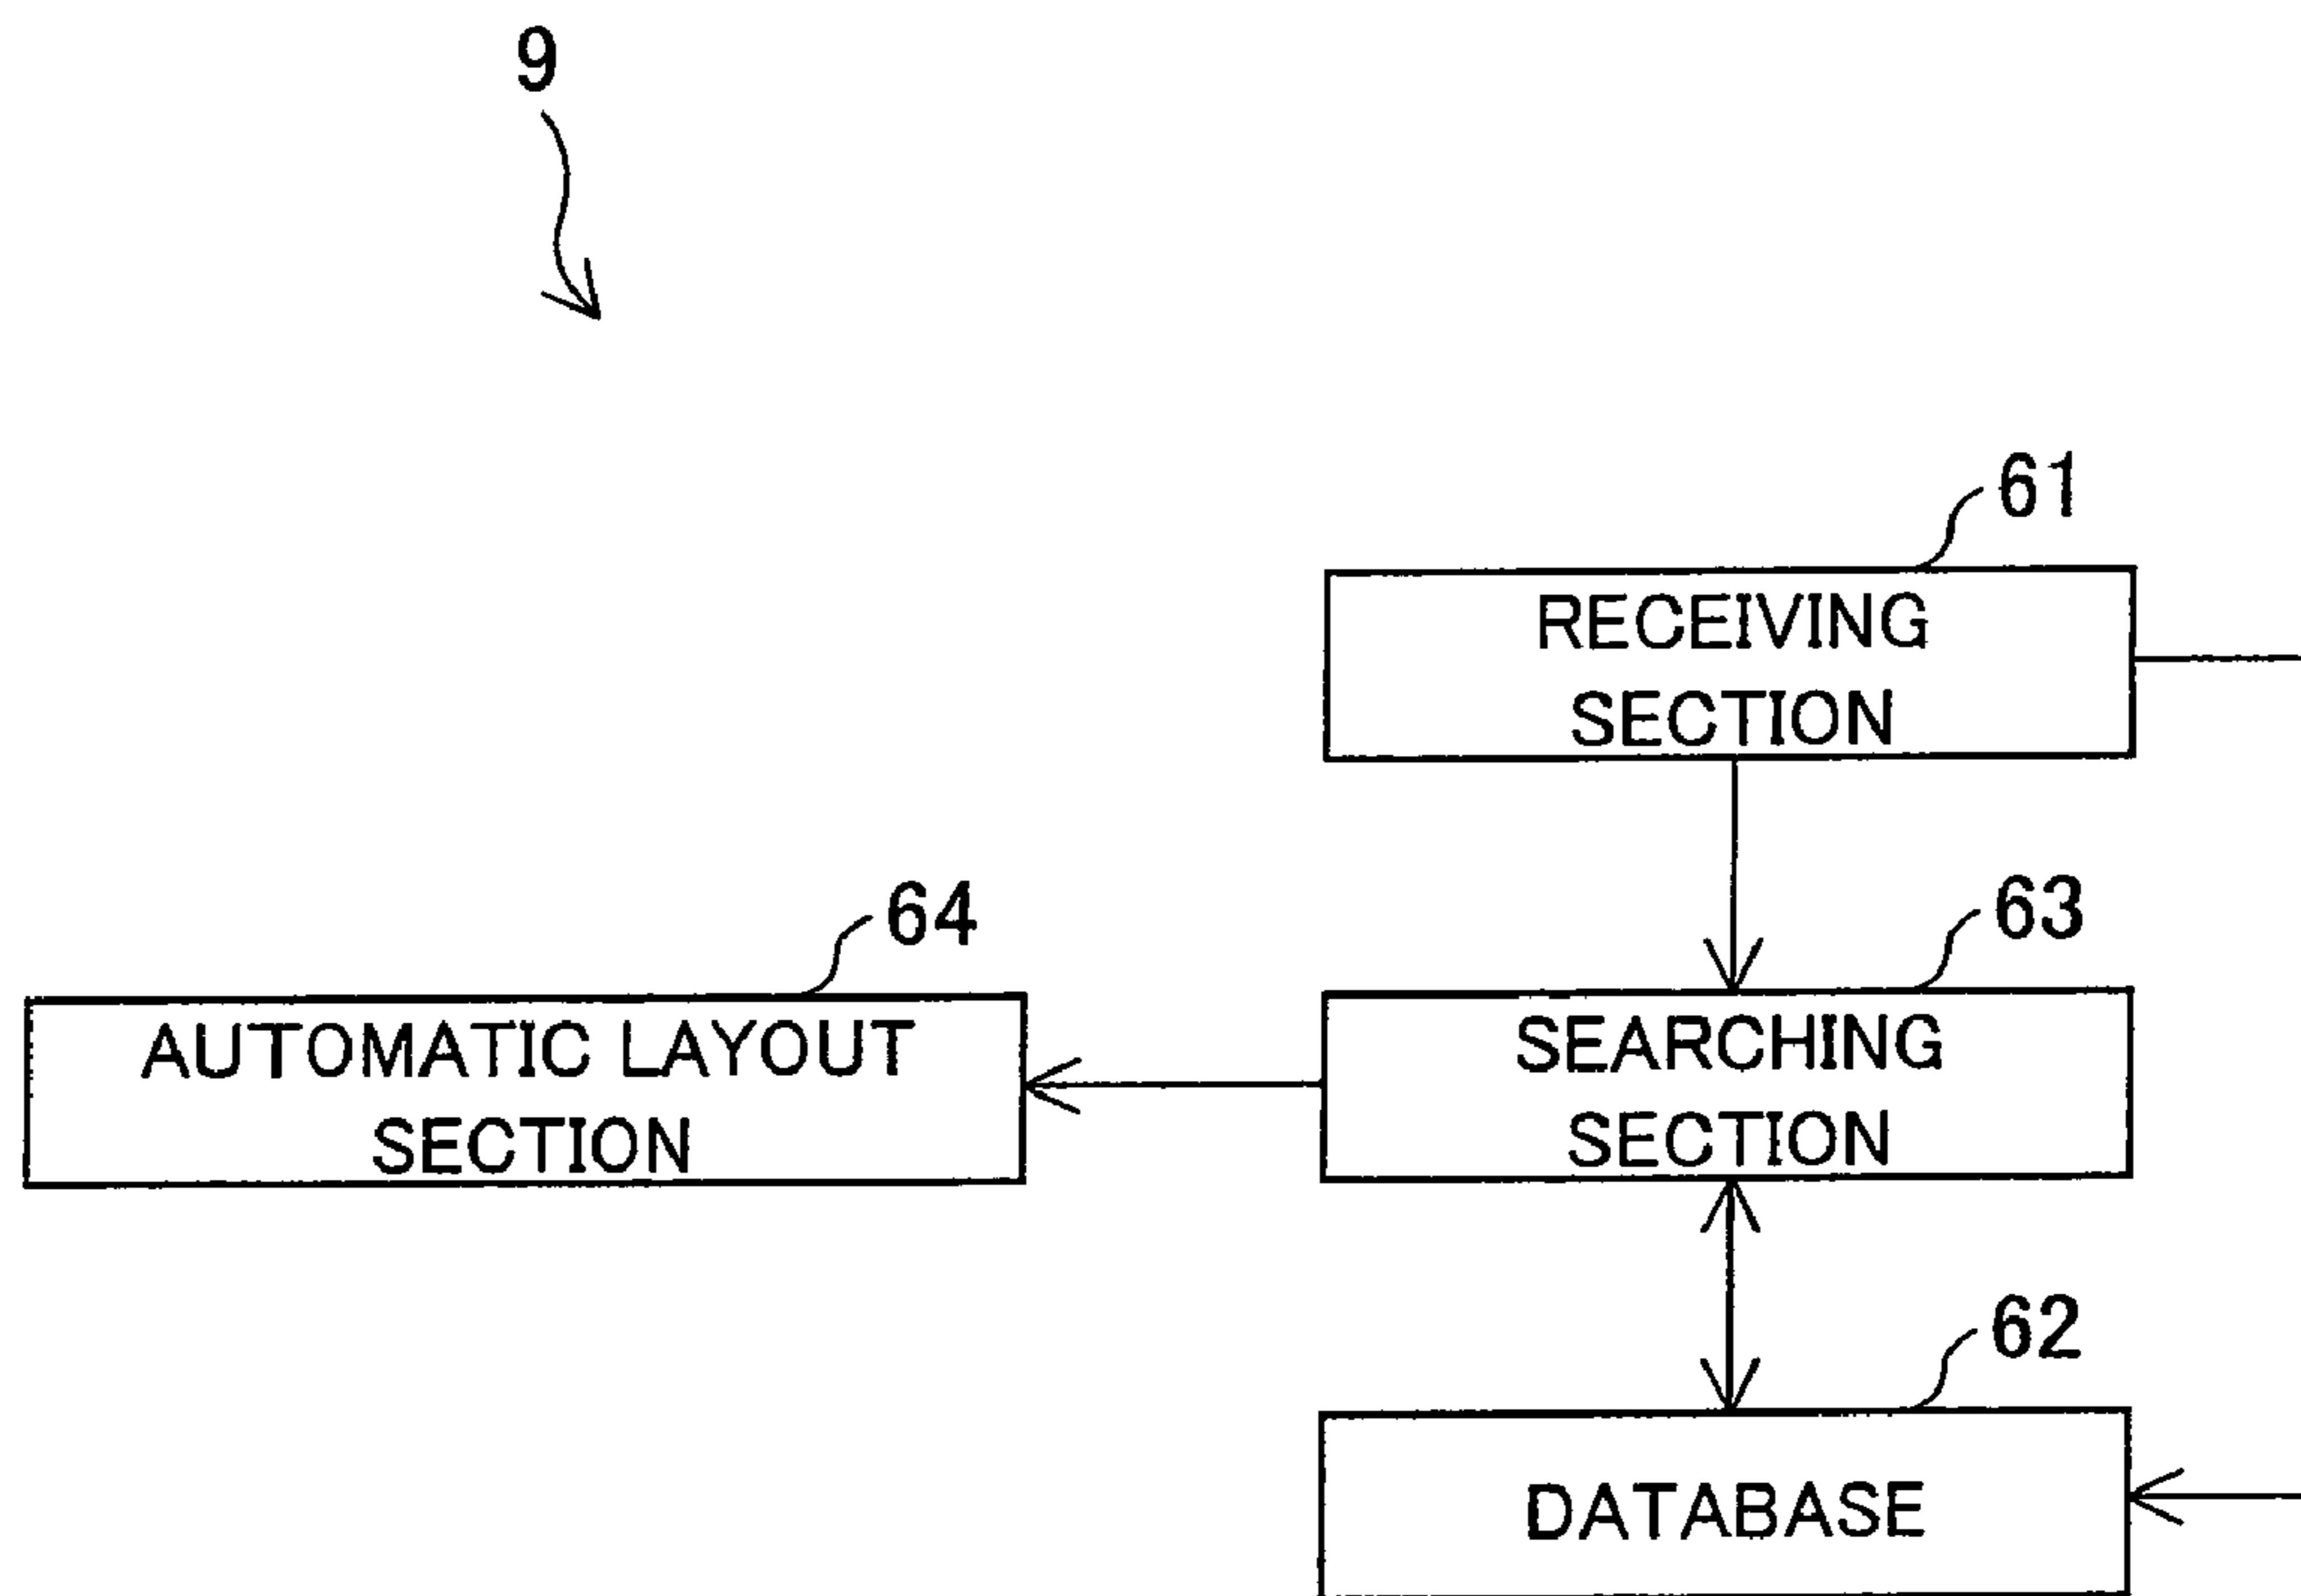 9
61
RECEIVING
SECTION
64
63
AUTOMATIC LAYOUT
SECTION
SEARCHING
SECTION
62
DATABASE